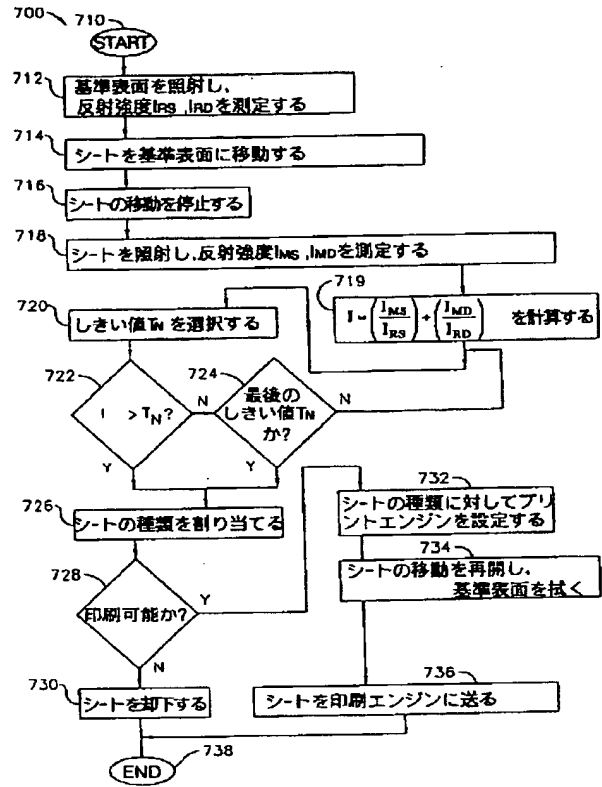 700
710
START
712
基準表面を照射し、
反射強度IRS ,IRDを測定する
714
シートを基準表面に移動する
716
シートの移動を停止する
718
シートを照射し、反射強度IMS ,IMDを測定する
719
I = (IMS/IRS) + (IMD/IRD) を計算する
720
しきい値TN を選択する
722
I > TN?
Y
N
724
最後の
しきい値TN
か?
N
Y
726
シートの種類を割り当てる
728
印刷可能か?
Y
N
730
シートを却下する
732
シートの種類に対してプリ
ントエンジンを設定する
734
シートの移動を再開し、
基準表面を拭く
736
シートを印刷エンジンに送る
END
738